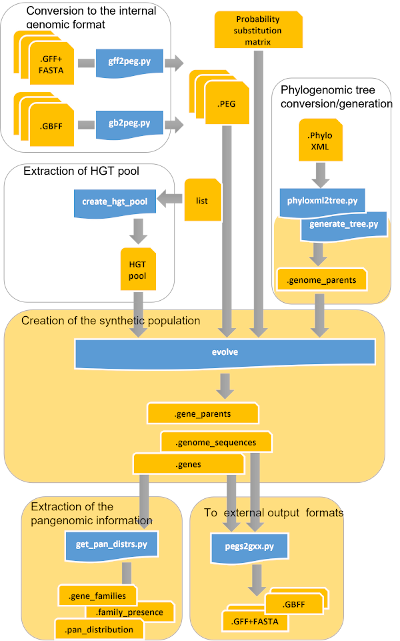 Conversion to the internal
genomic format
.GFF+
FASTA
gff2peg.py
.GBFF
gb2peg.py
.PEG
Probability
substitution
matrix
Phylogenomic tree
conversion/generation
.Phylo
XML
phyloxml2tree.py
generate_tree.py
.genome_parents
Extraction of HGT pool
create_hgt_pool
list
HGT
pool
Creation of the synthetic population
evolve
.gene_parents
.genome_sequences
.genes
Extraction of the
pangenomic information
get_pan_distrs.py
.gene_families
.family_presence
.pan_distribution
To external output formats
pegs2gxx.py
.GBFF
.GFF+FASTA